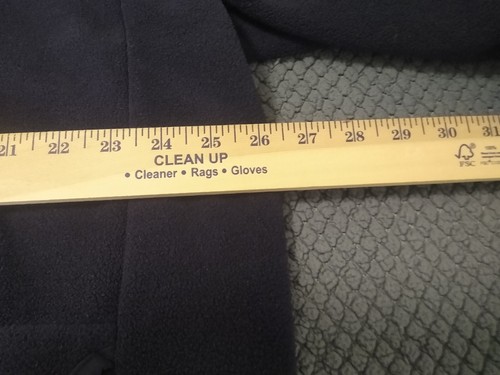 21 22 23 24 25 26 27 28 29 30 31
CLEAN UP
• Cleaner • Rags • Gloves
FSC